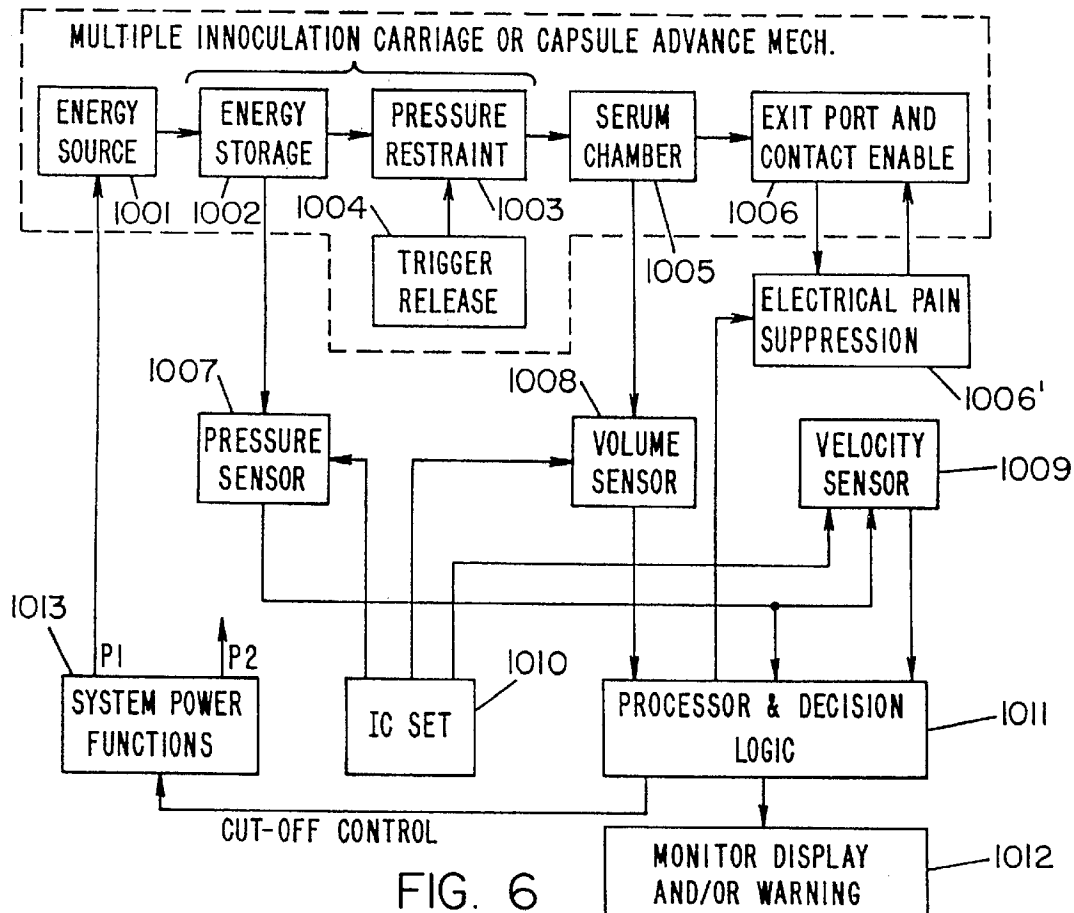 MULTIPLE INNOCULATION CARRIAGE OR CAPSULE ADVANCE MECH.
ENERGY
SOURCE
ENERGY
STORAGE
PRESSURE
RESTRAINT
SERUM
CHAMBER
EXIT PORT AND
CONTACT ENABLE
1001
1002
1004
1003
1005
1006
TRIGGER
RELEASE
ELECTRICAL PAIN
SUPPRESSION
1006'
1007
PRESSURE
SENSOR
1008
VOLUME
SENSOR
VELOCITY
SENSOR
1009
1013
P1
P2
SYSTEM POWER
FUNCTIONS
1010
IC SET
PROCESSOR & DECISION
LOGIC
1011
CUT-OFF CONTROL
MONITOR DISPLAY
AND/OR WARNING
1012
FIG. 6